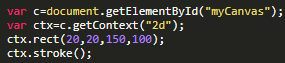 var c=document.getElementById("myCanvas");
var ctx=c.getContext("2d");
ctx.rect(20,20,150,100);
ctx.stroke();